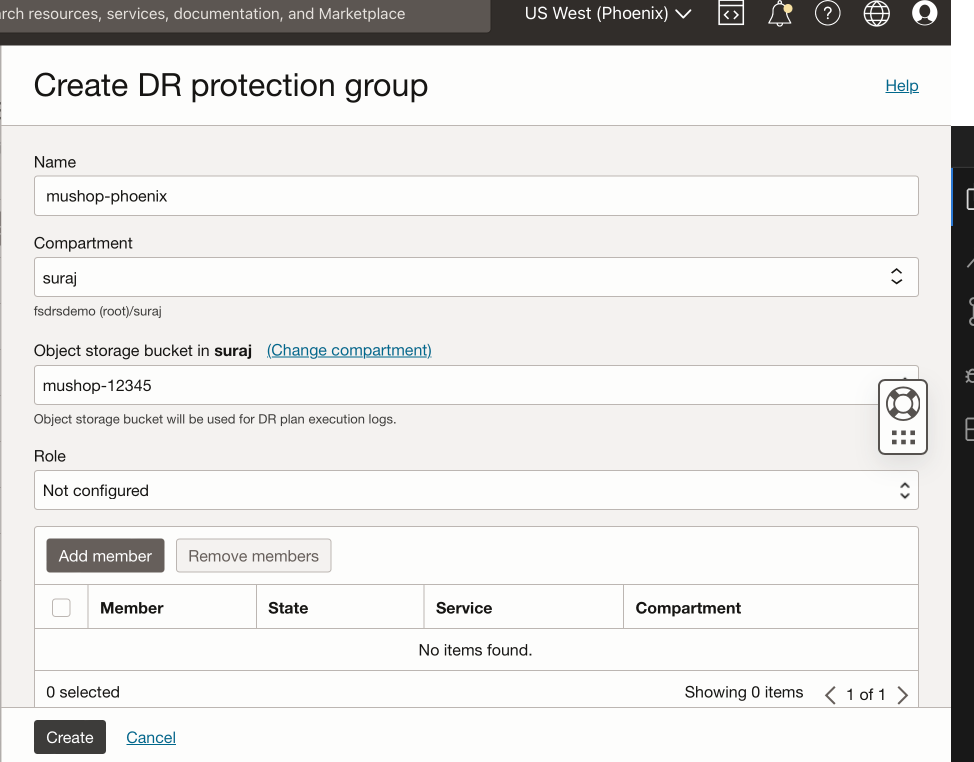 rch resources, services, documentation, and Marketplace
US West (Phoenix)
Create DR protection group
Help
Name
mushop-phoenix
Compartment
suraj
fsdrsdemo (root)/suraj
Object storage bucket in suraj (Change compartment)
mushop-12345
Object storage bucket will be used for DR plan execution logs.
Role
Not configured
Add member Remove members
Member State Service Compartment
No items found.
0 selected Showing 0 items 1 of 1
Create Cancel